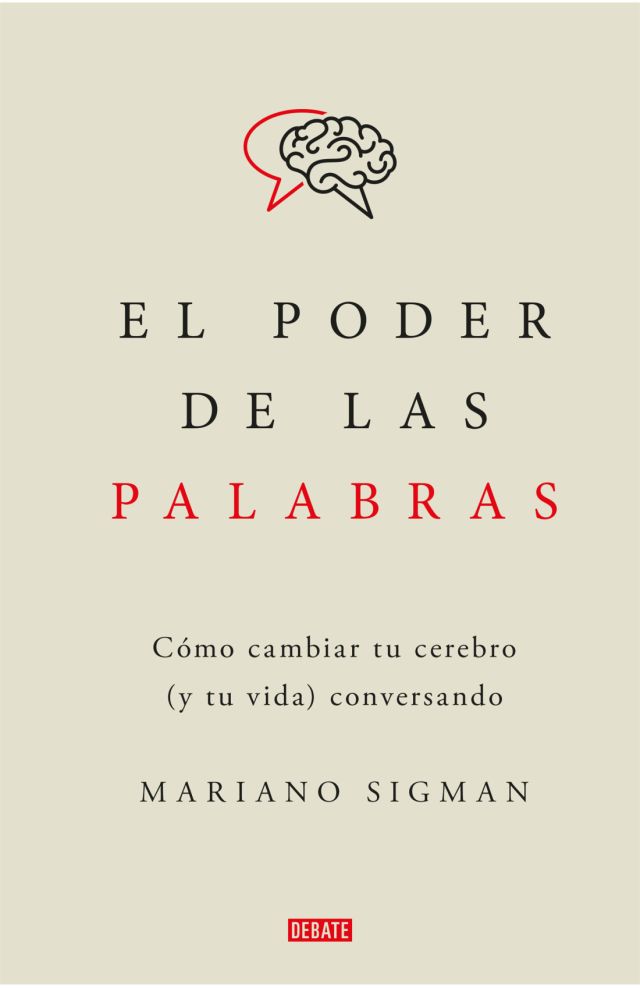 EL PODER
DE LAS
PALABRAS
Cómo cambiar tu cerebro
(y tu vida) conversando
MARIANO SIGMAN
DEBATE